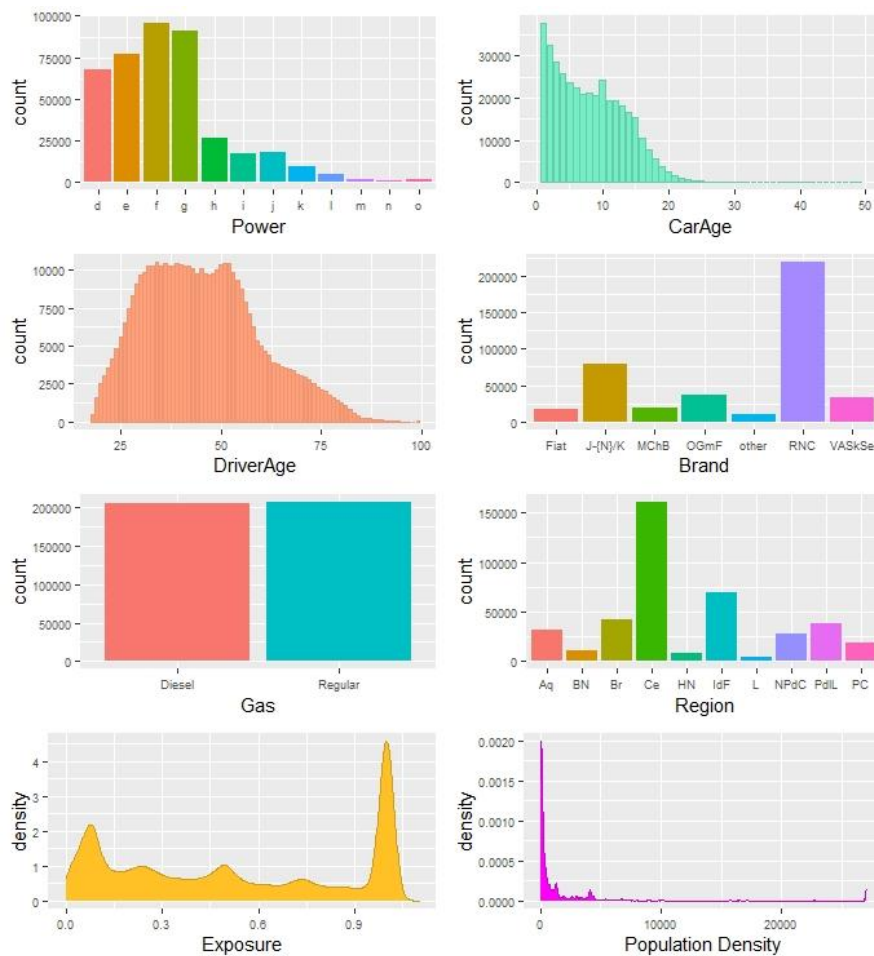 100000
75000
50000
25000
0
count
d e f g h i j k l m n o
Power
30000
20000
10000
0
count
0 10 20 30 40 50
CarAge
10000
7500
5000
2500
0
count
25 50 75 100
DriverAge
200000
150000
100000
50000
0
count
Fiat J-{N}/K MChB OGmF other RNC VASkSe
Brand
200000
150000
100000
50000
0
count
Diesel Regular
Gas
150000
100000
50000
0
count
Aq BN Br Ce HN IdF L NPdC PdlL PC
Region
4
3
2
1
0
density
0.0 0.3 0.6 0.9
Exposure
0.0020
0.0015
0.0010
0.0005
0.0000
density
0 10000 20000
Population Density